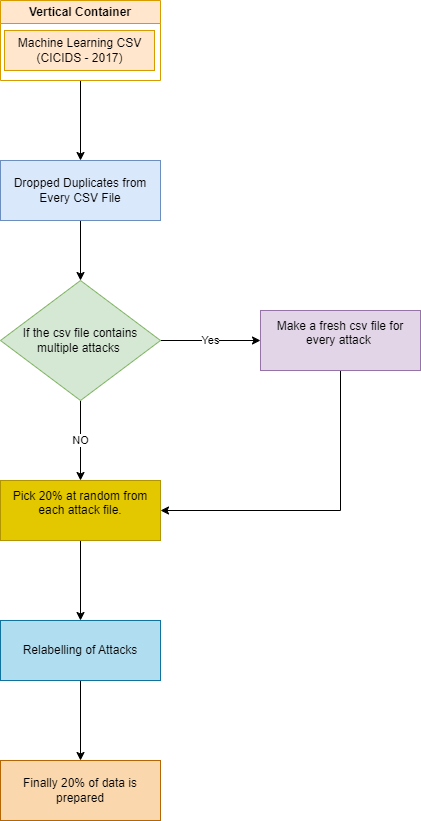 Vertical Container
Machine Learning CSV
(CICIDS - 2017)
Dropped Duplicates from
Every CSV File
If the csv file contains
multiple attacks
Yes
Make a fresh csv file for
every attack
NO
Pick 20% at random from
each attack file.
Relabelling of Attacks
Finally 20% of data is
prepared